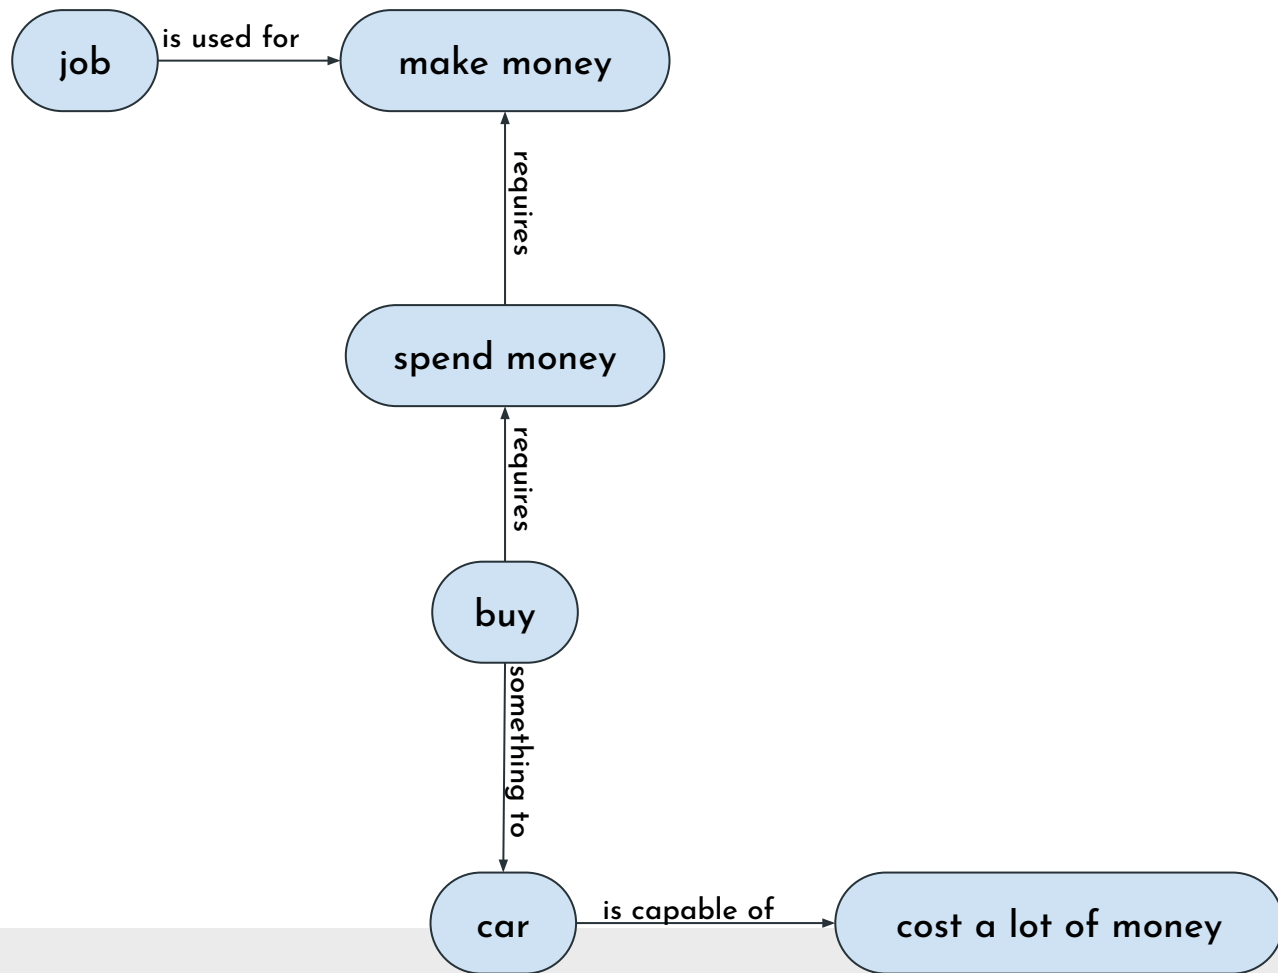 job
is used for
make money
requires
spend money
requires
buy
something to
car
is capable of
cost a lot of money